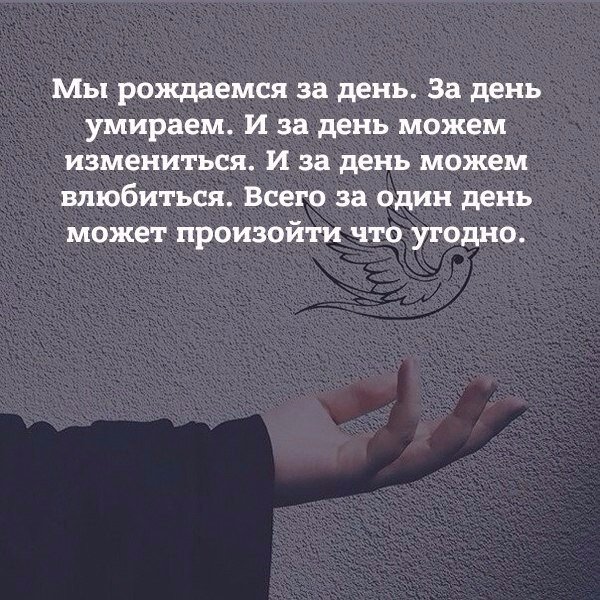 Мы рождаемся за день. За день
умираем. И за день можем
измениться. И за день можем
влюбиться. Всего за один день
может произойти что угодно.